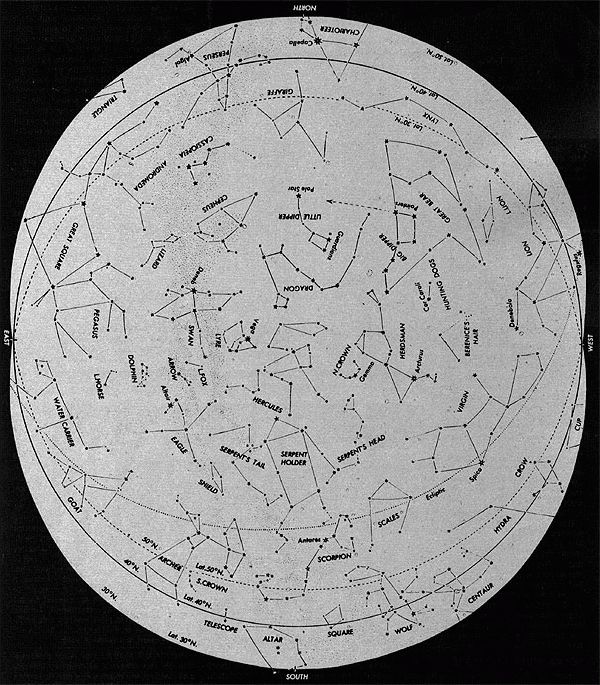 NORTH
CHARIOTEER
Capella
PERSEUS
Algol
TRIANGLE
Lat. 50°N.
Lat. 40°N.
Lat. 30°N.
GIRAFFE
LYNX
CASSIOPEIA
ANDROMEDA
CEPHEUS
Pole Star
LITTLE DIPPER
Guardians
Pointers
GREAT BEAR
BIG DIPPER
L.LION
LION
Regulus
GREAT SQUARE
LIZARD
Deneb
DRAGON
HUNTING DOGS
Cor Caroli
Denebola
PEGASUS
SWAN
LYRE
Vega
HERDSMAN
BERENICE'S
HAIR
EAST
WEST
N CROWN
Gemma
Arcturus
DOLPHIN
ARROW
L.FOX
L.HORSE
Altair
HERCULES
VIRGIN
WATER CARRIER
EAGLE
SERPENT'S TAIL
SERPENT
HOLDER
SERPENT'S HEAD
CUP
CROW
Spica
SHIELD
Ecliptic
GOAT
SCALES
HYDRA
Antares
SCORPION
50°N.
40°N.
30°N.
ARCHER
Lat. 50°N.
S.CROWN
Lat. 40°N.
Lat. 30°N.
CENTAUR
TELESCOPE
ALTAR
SQUARE
WOLF
SOUTH